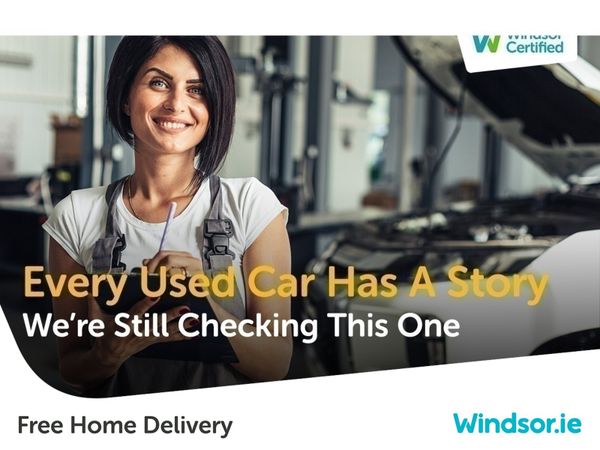 Windsor
Certified
Every Used Car Has A Story
We're Still Checking This One
Free Home Delivery
Windsor.ie